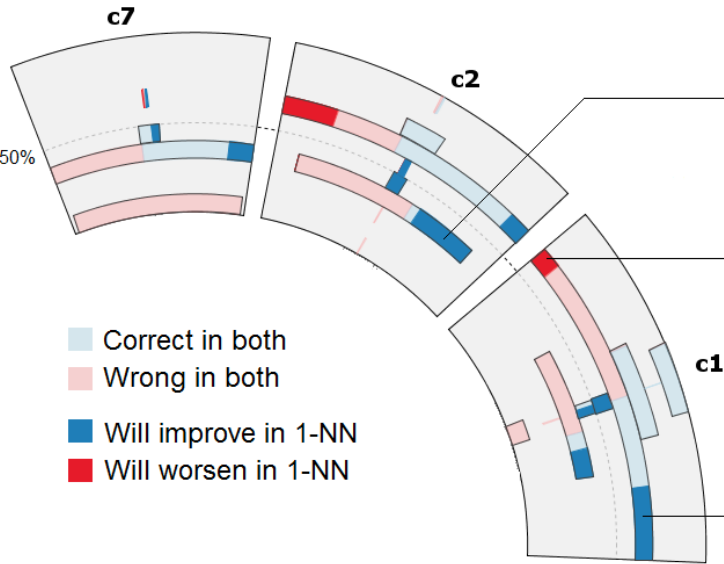 c7
c2
50%
c1
Correct in both
Wrong in both
Will improve in 1-NN
Will worsen in 1-NN